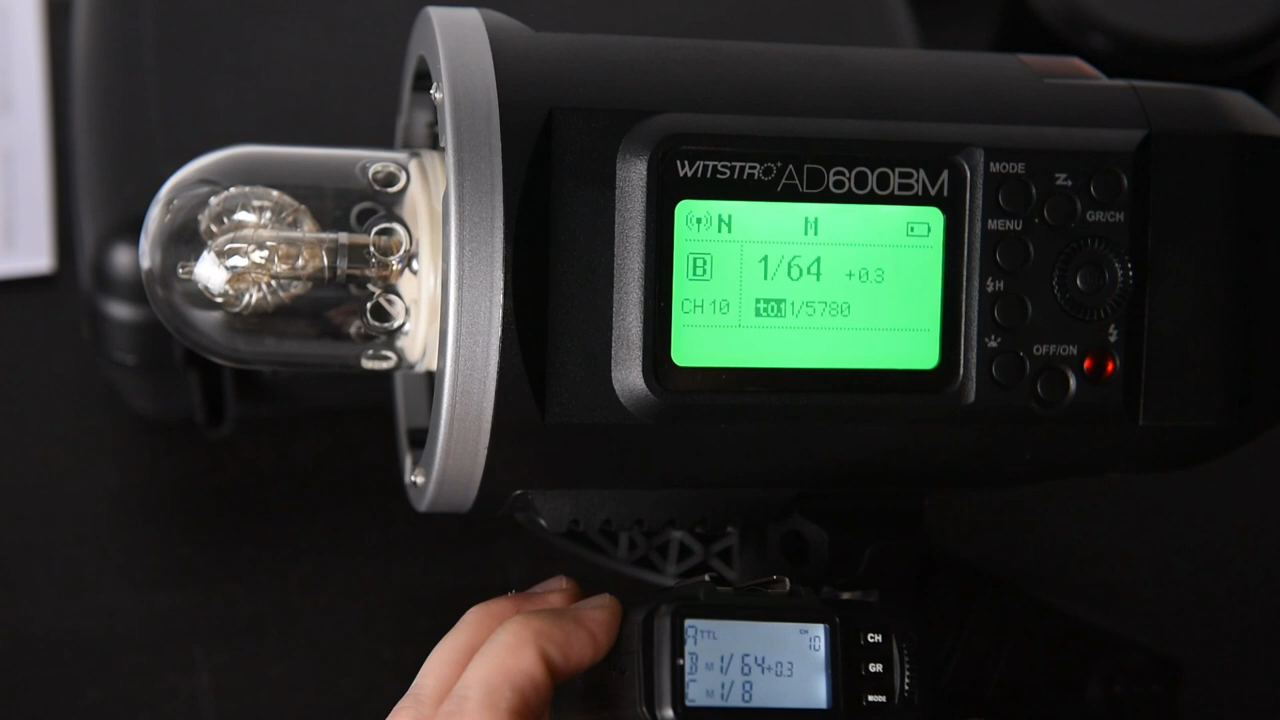 WITSTRO AD600BM
N M
B 1/64 +0.3
CH 10 t0.1 1/5780
MODE
Z
MENU
GR/CH
H
OFF/ON
A TTL CH 10
B M 1/ 64+0.3
C M 1/ 8
CH
GR
MODE